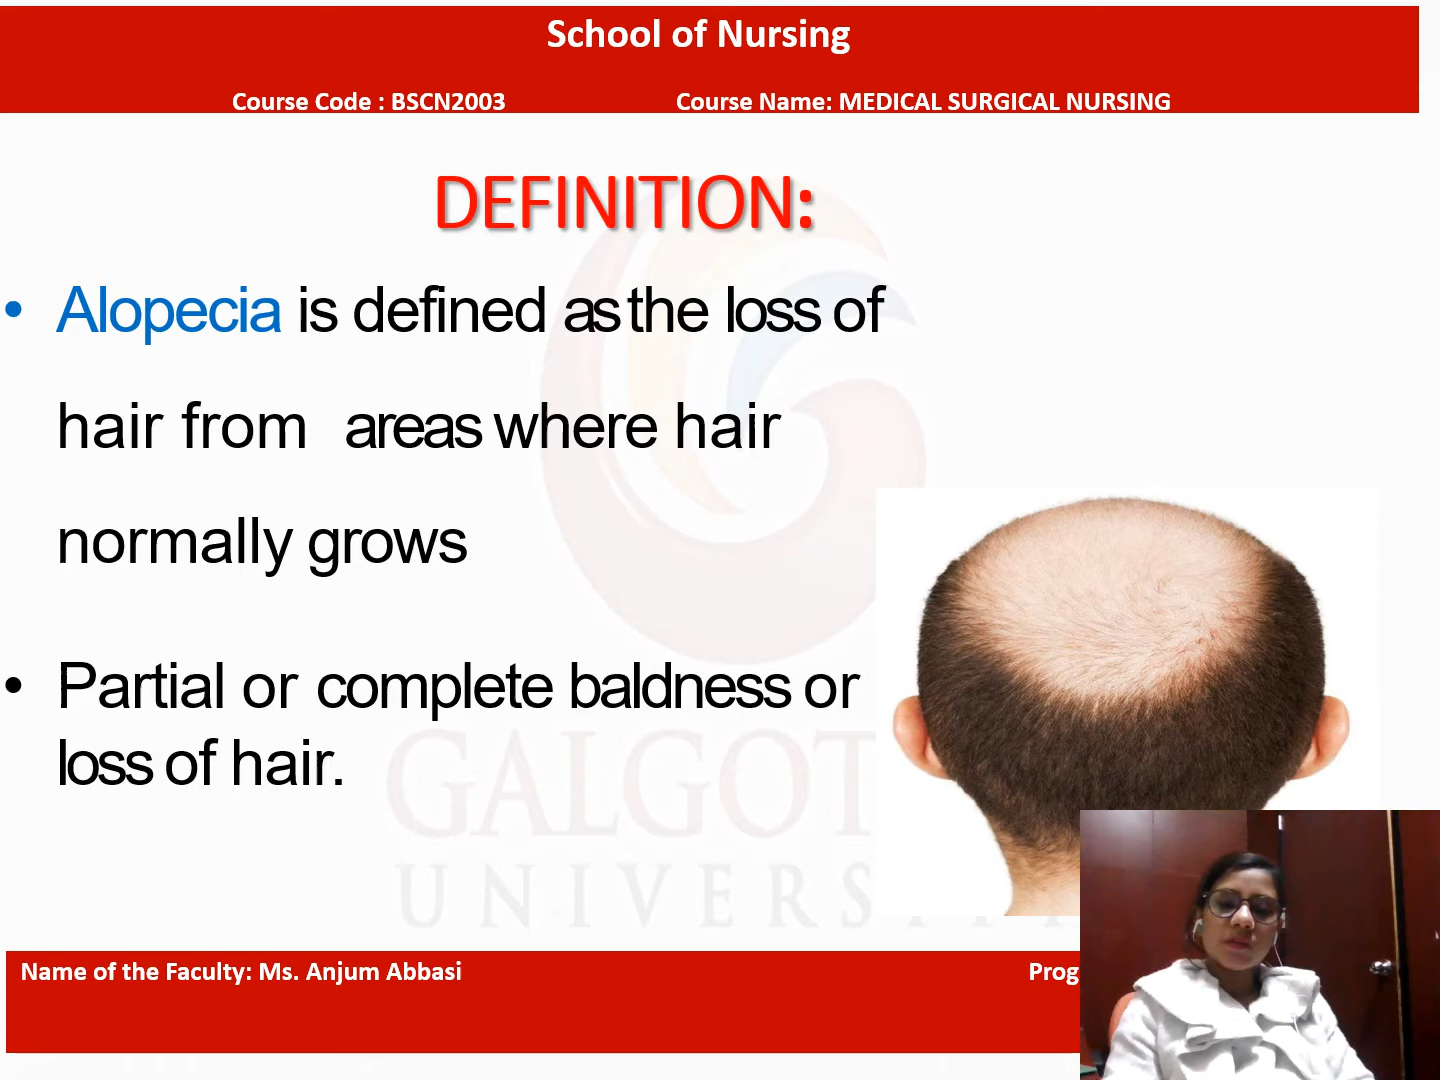 School of Nursing
Course Code : BSCN2003 Course Name: MEDICAL SURGICAL NURSING
DEFINITION:
• Alopecia is defined as the loss of
hair from areas where hair
normally grows
• Partial or complete baldness or
loss of hair.
GALGOT
UNIVERSI
Name of the Faculty: Ms. Anjum Abbasi Prog